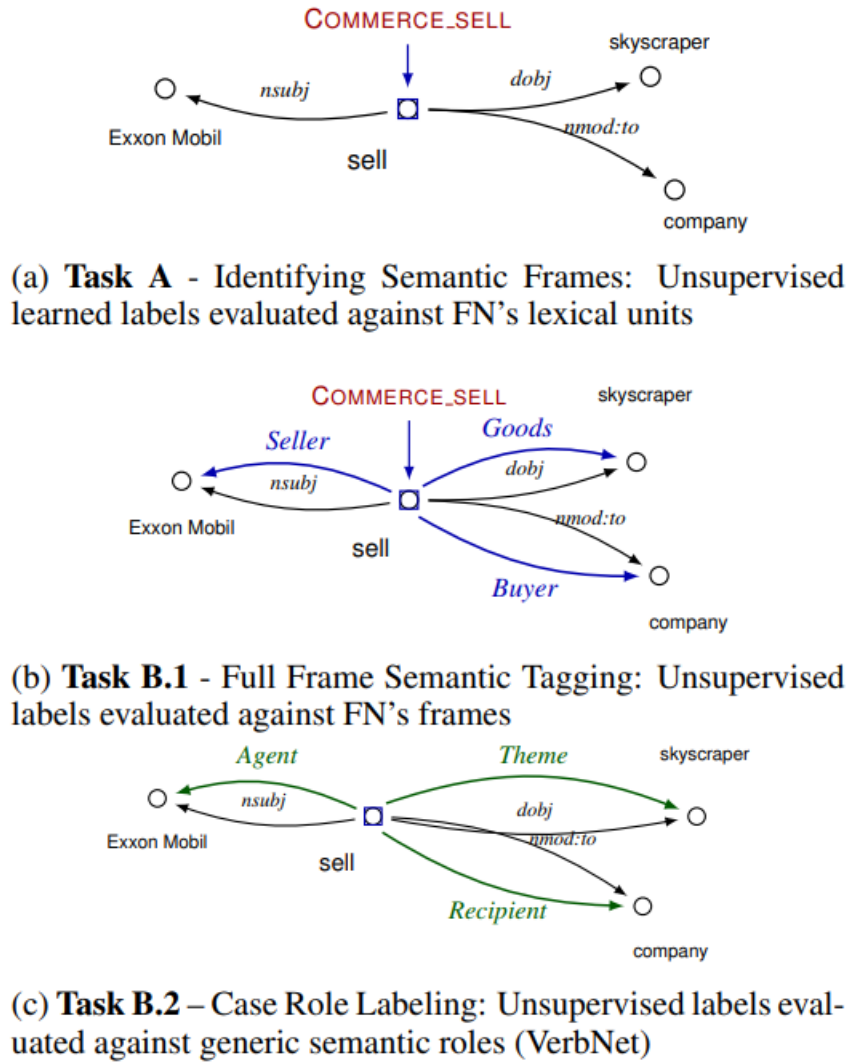 COMMERCE_SELL
skyscraper
nsubj
dobj
Exxon Mobil
nmod:to
sell
company
(a) Task A - Identifying Semantic Frames: Unsupervised
learned labels evaluated against FN's lexical units
COMMERCE_SELL
skyscraper
Seller
Goods
nsubj
dobj
Exxon Mobil
nmod:to
sell
Buyer
company
(b) Task B.1 - Full Frame Semantic Tagging: Unsupervised
labels evaluated against FN's frames
Agent
Theme
skyscraper
nsubj
dobj
Exxon Mobil
nmod:to
sell
Recipient
company
(c) Task B.2 – Case Role Labeling: Unsupervised labels eval-
uated against generic semantic roles (VerbNet)